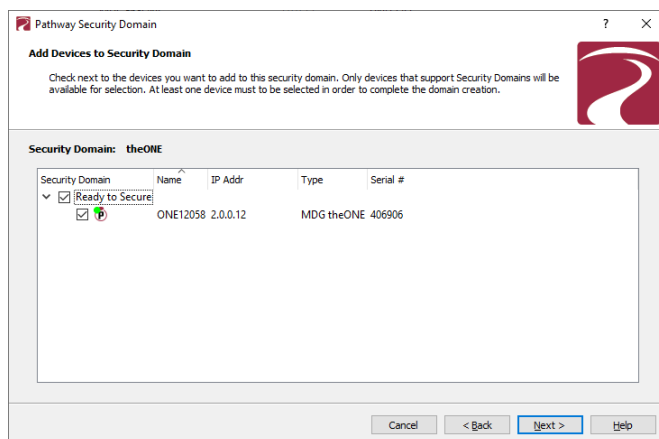 Pathway Security Domain
?
Add Devices to Security Domain
Check next to the devices you want to add to this security domain. Only devices that support Security Domains will be
available for selection. At least one device must to be selected in order to complete the domain creation.
Security Domain: theONE
Security Domain Name IP Addr Type Serial #
Ready to Secure
ONE12058 2.0.0.12 MDG theONE 406906
Cancel < Back Next > Help